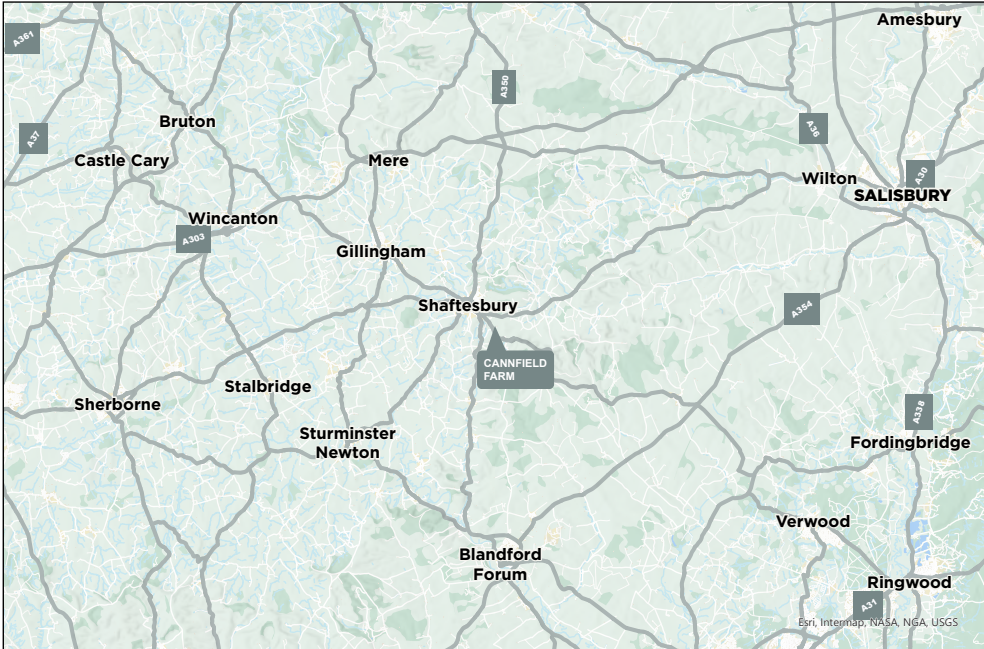 Amesbury
A361
A350
Bruton
A36
A37
Castle Cary
Mere
A30
Wilton
SALISBURY
Wincanton
A303
Gillingham
Shaftesbury
A354
CANNFIELD
FARM
Stalbridge
Sherborne
A338
Sturminster
Newton
Fordingbridge
Verwood
Blandford
Forum
Ringwood
A31
Esri, Intermap, NASA, NGA, USGS